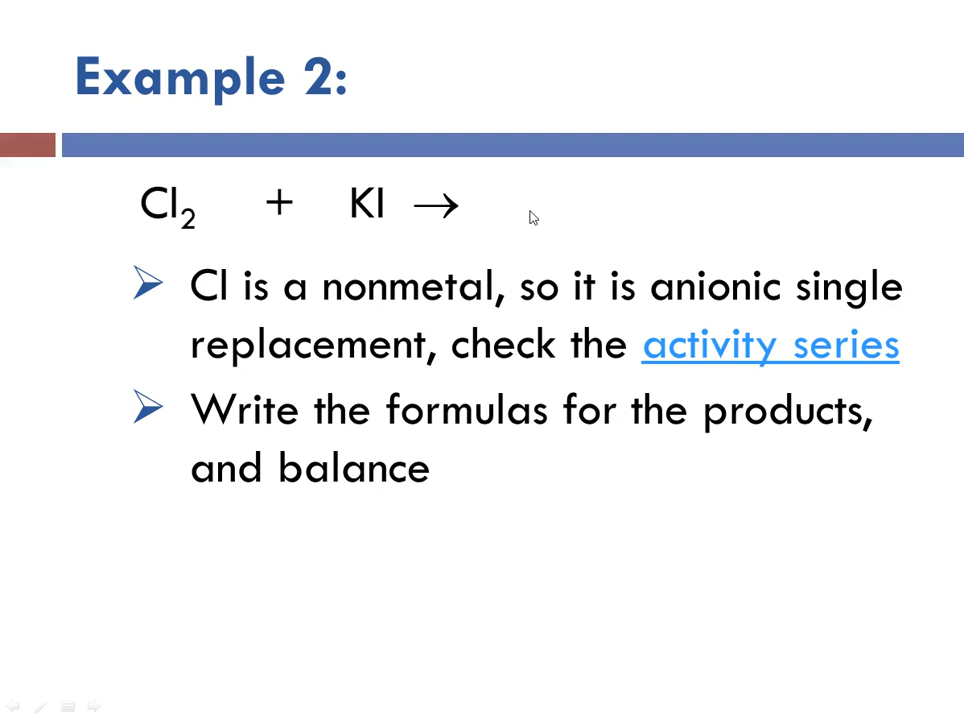 Example 2:
Cl₂ + KI →
➢ Cl is a nonmetal, so it is anionic single
replacement, check the activity series
➢ Write the formulas for the products,
and balance